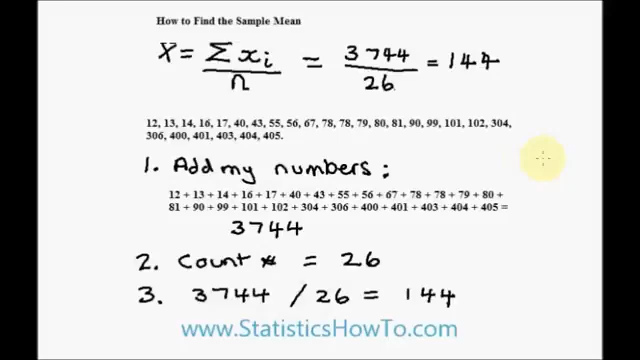 How to Find the Sample Mean
X = Σxi / n = 3744 / 26 = 144
12, 13, 14, 16, 17, 40, 43, 55, 56, 67, 78, 78, 79, 80, 81, 90, 99, 101, 102, 304,
306, 400, 401, 403, 404, 405.
1. Add my numbers:
12 + 13 + 14 + 16 + 17 + 40 + 43 + 55 + 56 + 67 + 78 + 78 + 79 + 80 +
81 + 90 + 99 + 101 + 102 + 304 + 306 + 400 + 401 + 403 + 404 + 405 =
3744
2. Count # = 26
3. 3744 / 26 = 144
www.StatisticsHowTo.com